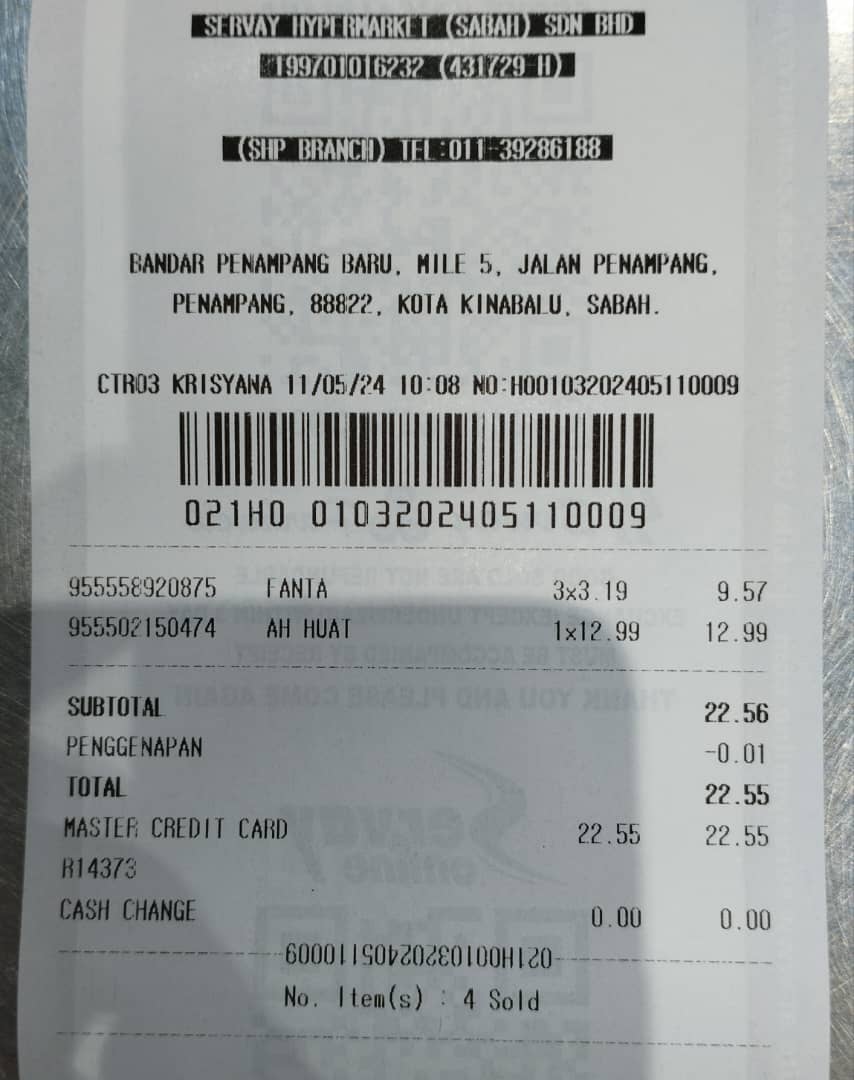 SERVAY HYPERMARKET (SABAH) SDN BHD
199701016232 (431729-H)
(SHP BRANCH) TEL:011-39286188
BANDAR PENAMPANG BARU, MILE 5, JALAN PENAMPANG,
PENAMPANG, 88822, KOTA KINABALU, SABAH.
CTR03 KRISYANA 11/05/24 10:08 NO:H00103202405110009
021H0 0103202405110009
955558920875 FANTA 3x3.19 9.57
955502150474 AH HUAT 1x12.99 12.99
SUBTOTAL 22.56
PENGGENAPAN -0.01
TOTAL 22.55
MASTER CREDIT CARD 22.55 22.55
R14373
CASH CHANGE 0.00 0.00
021H00103202405110009
No. Item(s) : 4 Sold